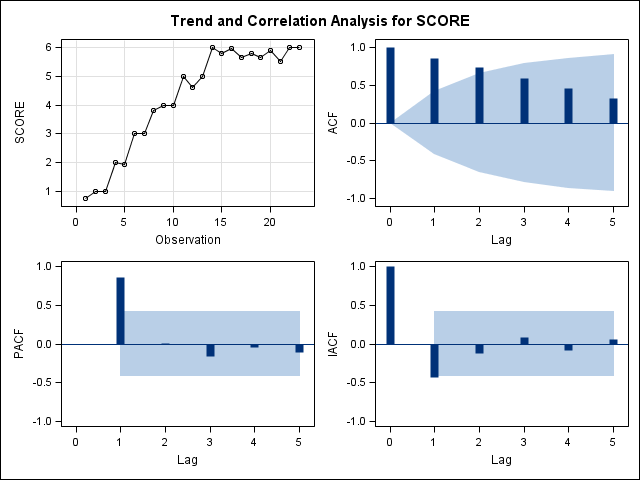 Trend and Correlation Analysis for SCORE
SCORE
6
5
4
3
2
1
0 5 10 15 20
Observation
ACF
1.0
0.5
0.0
-0.5
-1.0
0 1 2 3 4 5
Lag
PACF
1.0
0.5
0.0
-0.5
-1.0
0 1 2 3 4 5
Lag
IACF
1.0
0.5
0.0
-0.5
-1.0
0 1 2 3 4 5
Lag